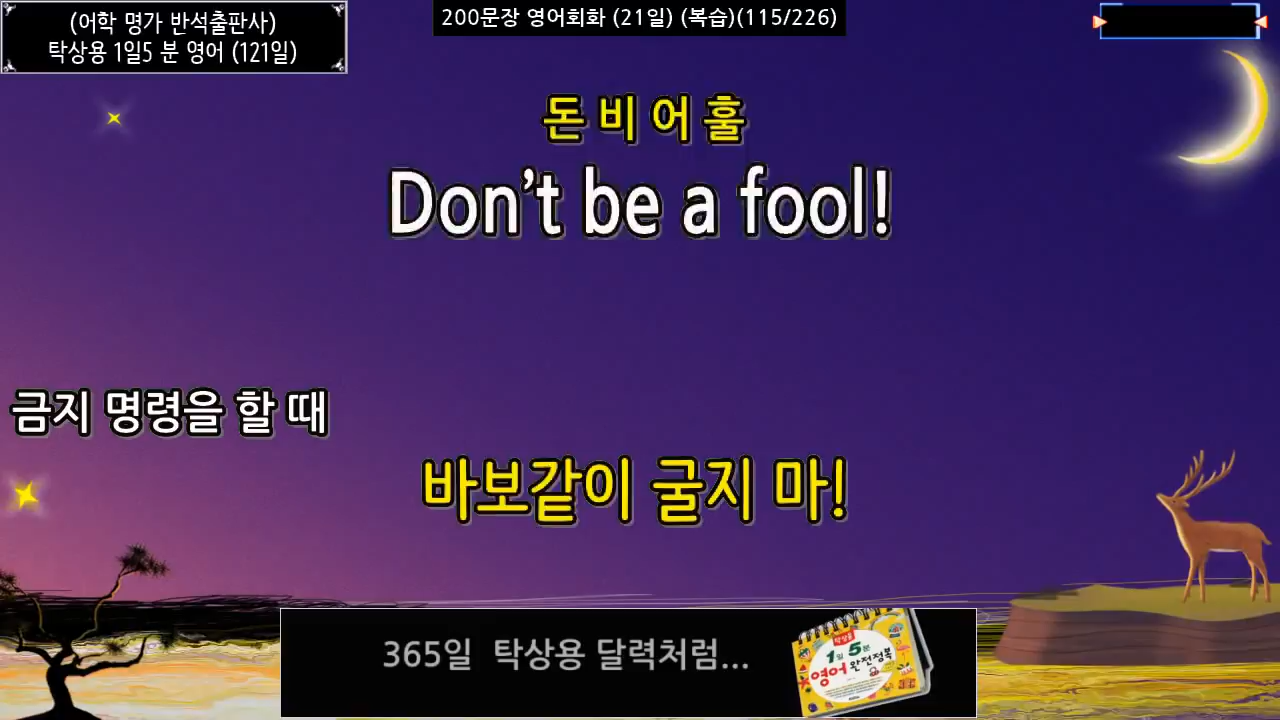 (어학 명가 반석출판사)
탁상용 1일5 분 영어 (121일)
200문장 영어회화 (21일) (복습)(115/226)
돈 비 어 훌
Don't be a fool!
금지 명령을 할 때
바보같이 굴지 마!
365일 탁상용 달력처럼...
탁상용
1일 5분
영어 완전정복